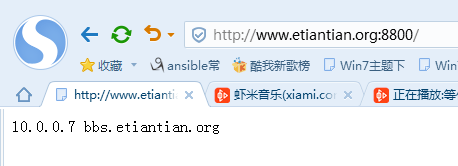 http://www.etiantian.org:8800/
收藏 ansible常 酷我新歌榜 Win7主题下 Win
http://www.etianti 虾米音乐(xiami.co 正在播放:等
10.0.0.7 bbs.etiantian.org